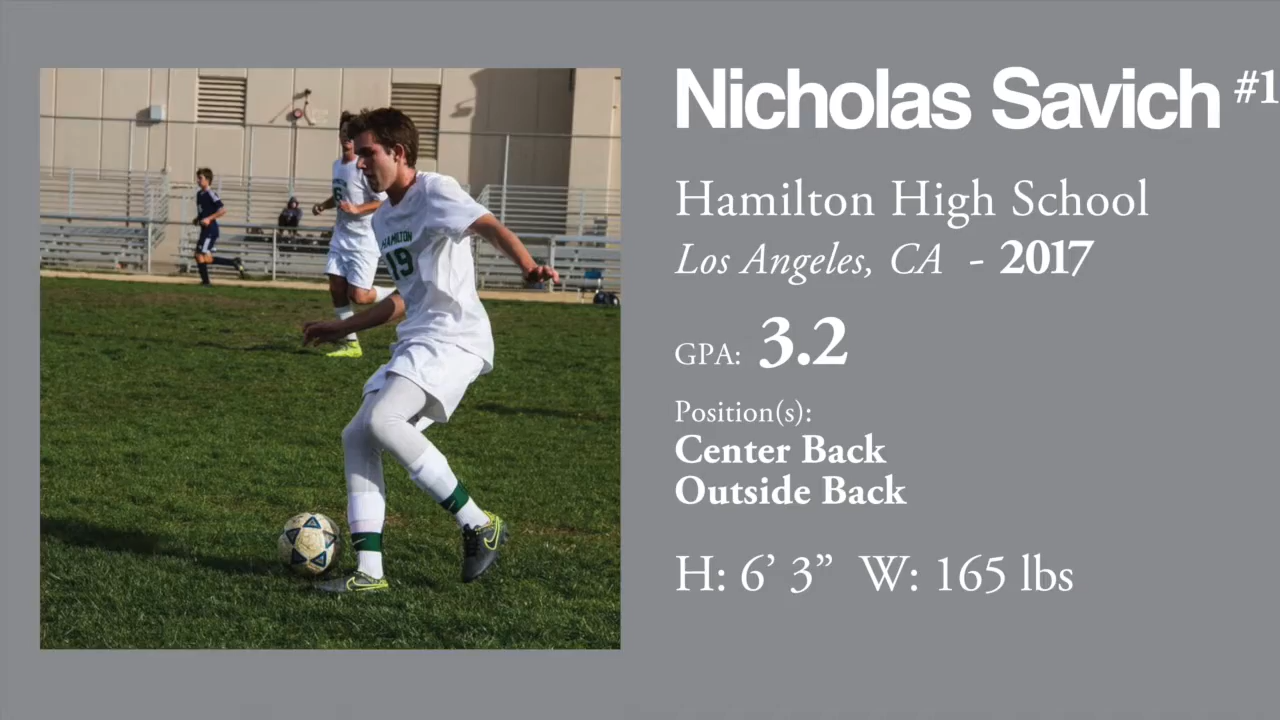 Nicholas Savich #1
Hamilton High School
Los Angeles, CA - 2017
GPA: 3.2
Position(s):
Center Back
Outside Back
H: 6’ 3” W: 165 lbs
HAMILTON
19